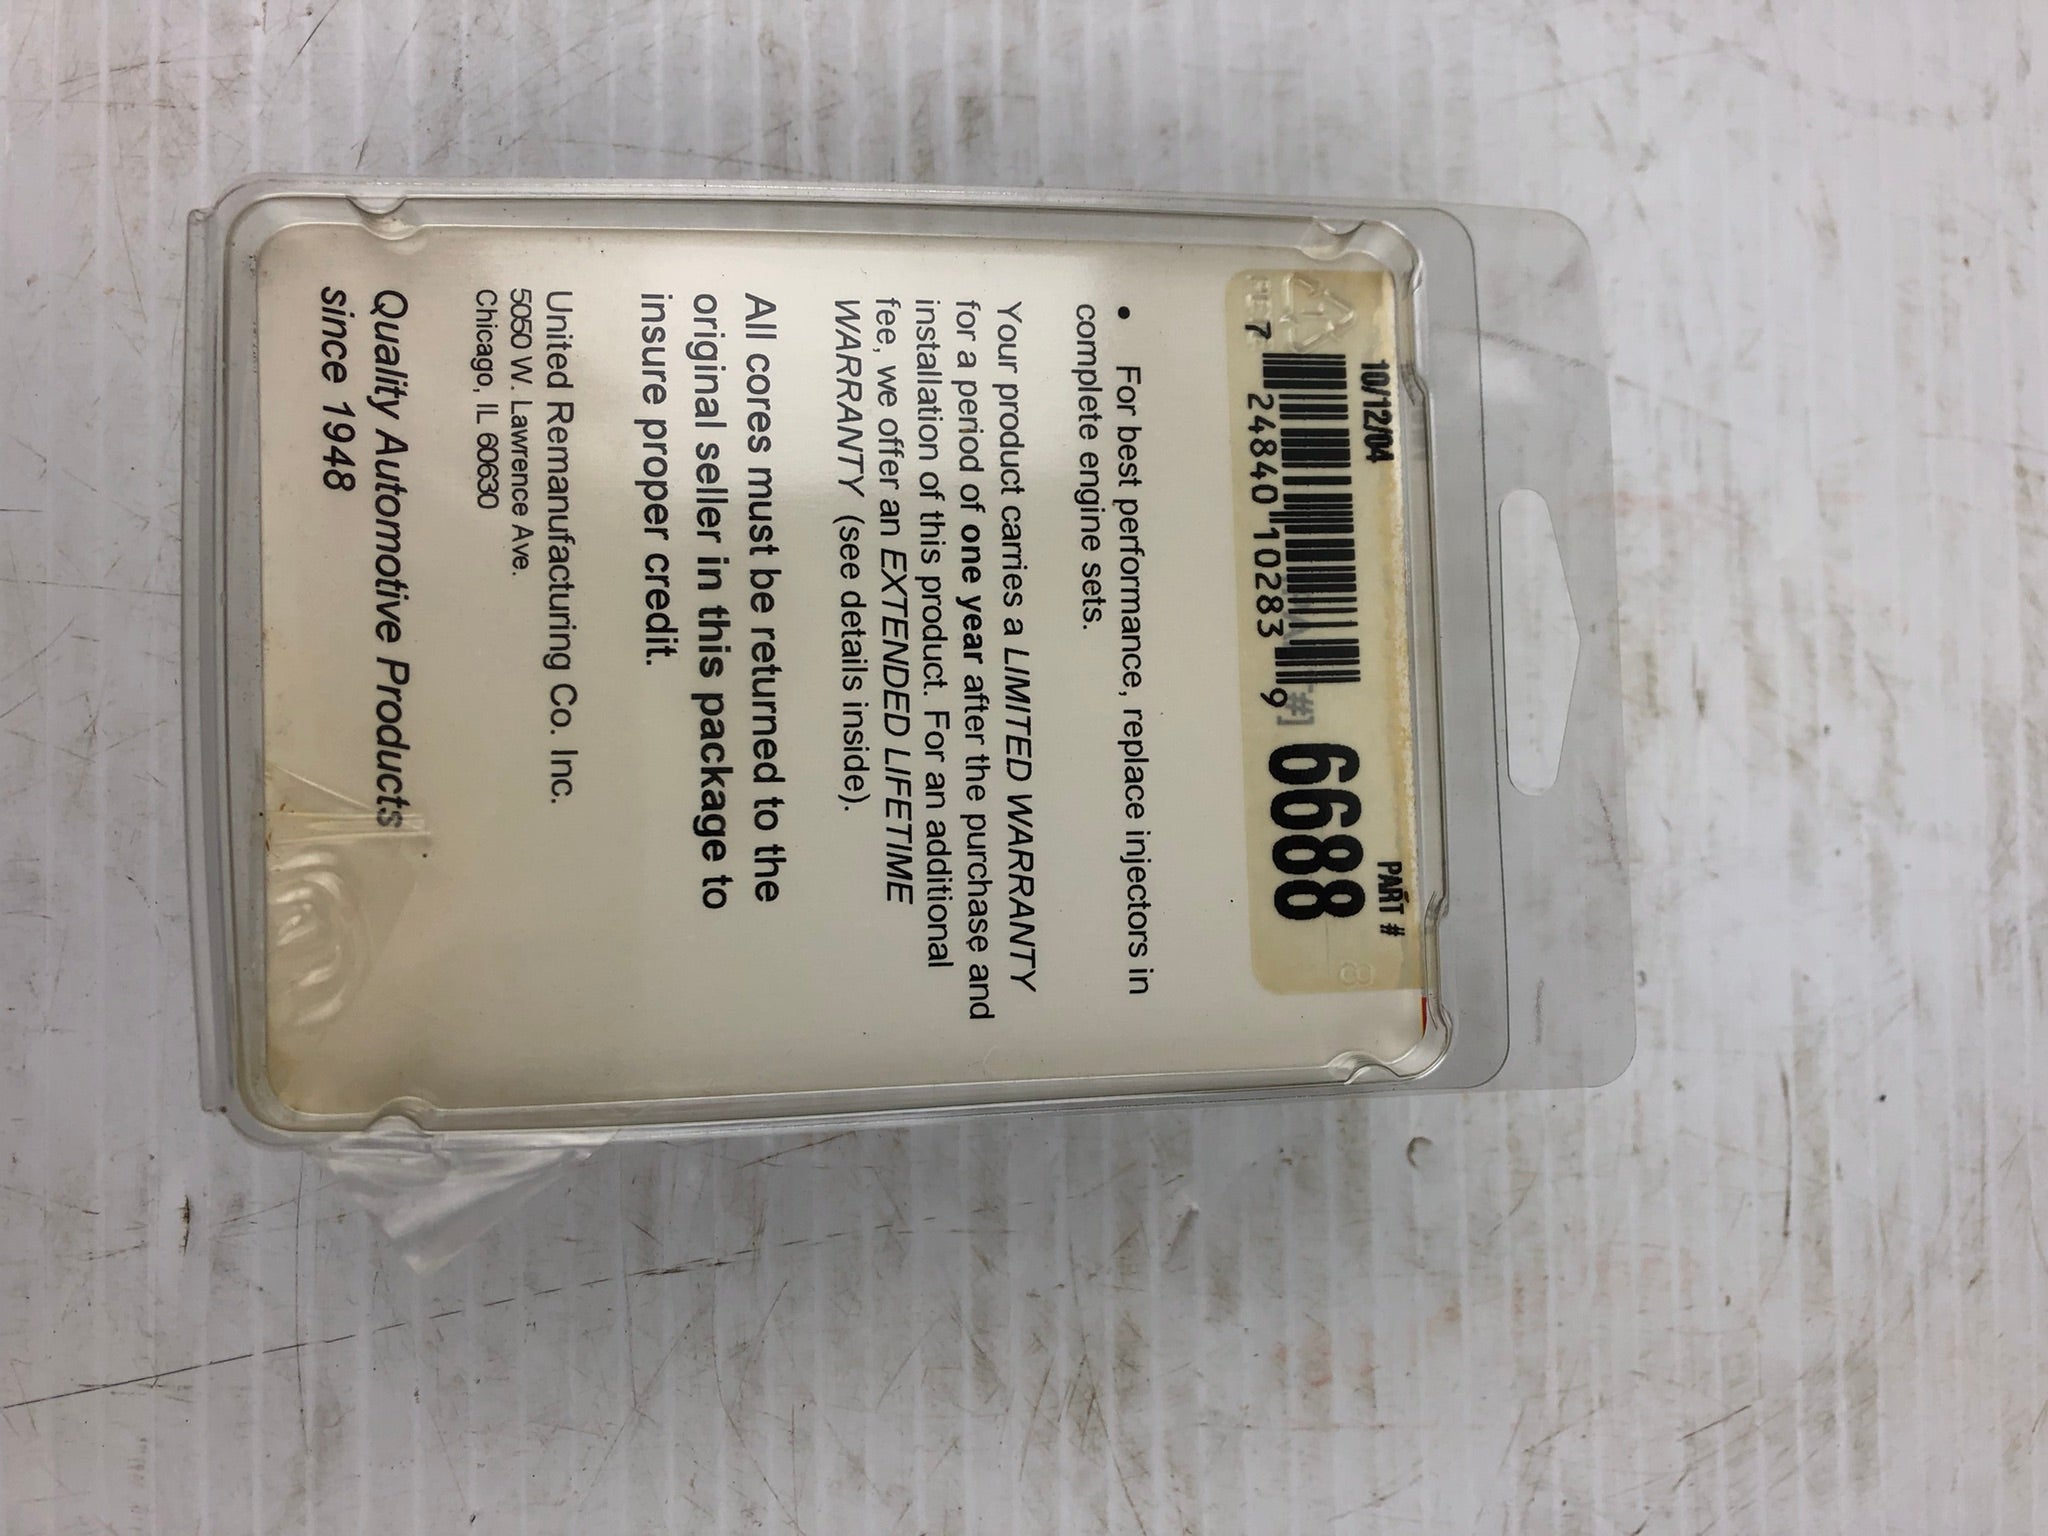 10/12/04 PART #
7 24840 10283 9 6688
• For best performance, replace injectors in
complete engine sets.
Your product carries a LIMITED WARRANTY
for a period of one year after the purchase and
installation of this product. For an additional
fee, we offer an EXTENDED LIFETIME
WARRANTY (see details inside).
All cores must be returned to the
original seller in this package to
insure proper credit.
United Remanufacturing Co. Inc.
5050 W. Lawrence Ave.
Chicago, IL 60630
Quality Automotive Products
since 1948